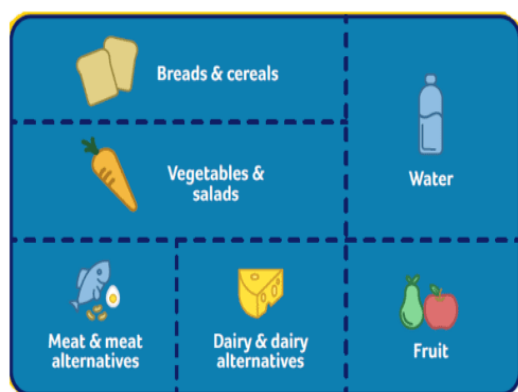 Breads & cereals
Water
Vegetables &
salads
Meat & meat
alternatives
Dairy & dairy
alternatives
Fruit